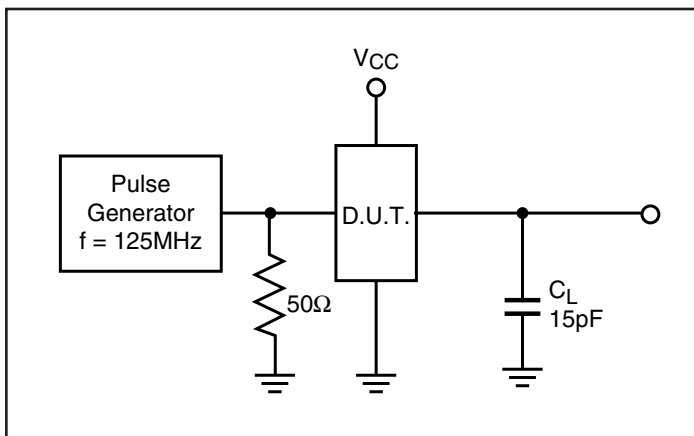 VCC
Pulse
Generator
f = 125MHz
D.U.T.
50Ω
CL
15pF